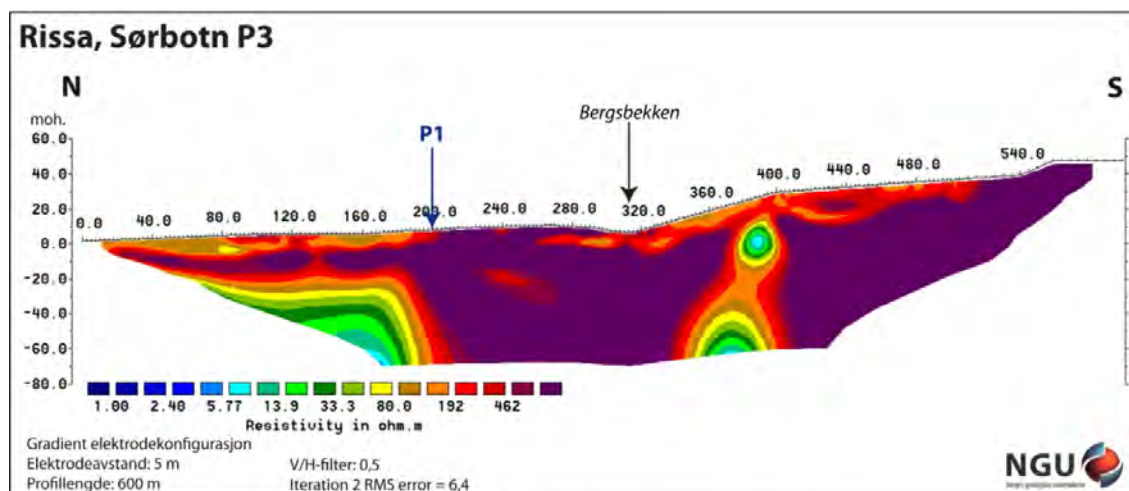 Rissa, Sørbotn P3
N
S
moh.
P1
Bergsbekken
60.0
40.0
20.0
0.0
-20.0
-40.0
-60.0
-80.0
0.0 40.0 80.0 120.0 160.0 200.0 240.0 280.0 320.0 360.0 400.0 440.0 480.0 540.0
1.00 2.40 5.77 13.9 33.3 80.0 192 462
Resistivity in ohm.m
Gradient elektrodekonfigurasjon
Elektrodeavstand: 5 m V/H-filter: 0,5
Profillengde: 600 m Iteration 2 RMS error = 6,4
NGU